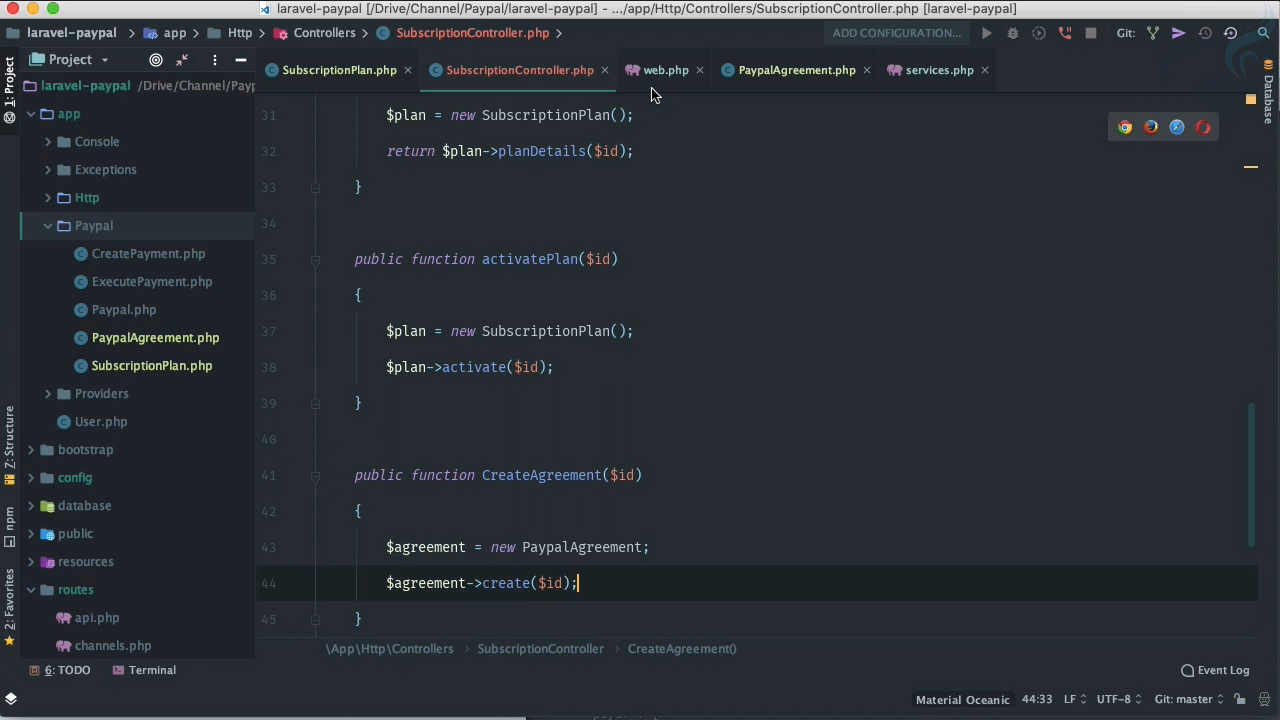 laravel-paypal [/Drive/Channel/Paypal/laravel-paypal] - .../app/Http/Controllers/SubscriptionController.php [laravel-paypal]
laravel-paypal app Http Controllers SubscriptionController.php ADD CONFIGURATION... Git:
Project SubscriptionPlan.php SubscriptionController.php web.php PaypalAgreement.php services.php
1: Project
Z: Structure
npm
2: Favorites
Database
laravel-paypal /Drive/Channel/Payp
app
Console
Exceptions
Http
Paypal
CreatePayment.php
ExecutePayment.php
Paypal.php
PaypalAgreement.php
SubscriptionPlan.php
Providers
User.php
bootstrap
config
database
public
resources
routes
api.php
channels.php
31 $plan = new SubscriptionPlan();
32 return $plan->planDetails($id);
33 }
34
35 public function activatePlan($id)
36 {
37 $plan = new SubscriptionPlan();
38 $plan->activate($id);
39 }
40
41 public function CreateAgreement($id)
42 {
43 $agreement = new PaypalAgreement;
44 $agreement->create($id);
45 }
\App\Http\Controllers SubscriptionController CreateAgreement()
6: TODO Terminal Event Log
Material Oceanic 44:33 LF UTF-8 Git: master